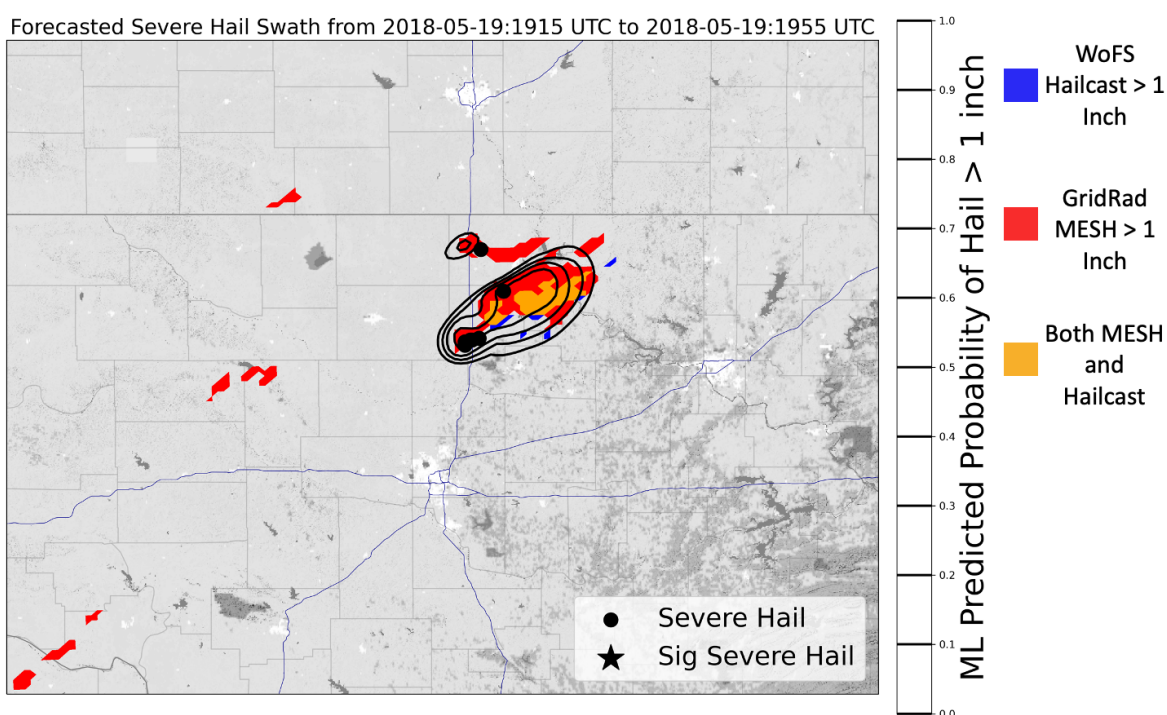 Forecasted Severe Hail Swath from 2018-05-19:1915 UTC to 2018-05-19:1955 UTC
Severe Hail
Sig Severe Hail
1.0
0.9
0.8
0.7
0.6
0.5
0.4
0.3
0.2
0.1
0.0
ML Predicted Probability of Hail > 1 inch
WoFS
Hailcast > 1
Inch
GridRad
MESH > 1
Inch
Both MESH
and
Hailcast